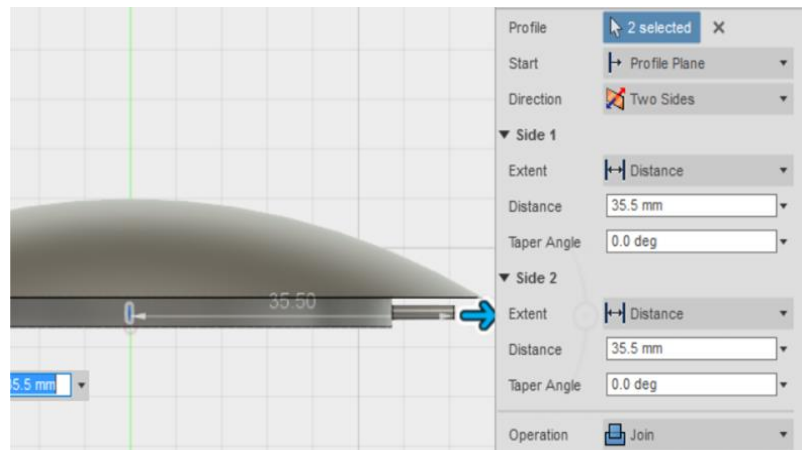 Profile 2 selected
Start Profile Plane
Direction Two Sides
Side 1
Extent Distance
Distance 35.5 mm
Taper Angle 0.0 deg
Side 2
Extent Distance
Distance 35.5 mm
Taper Angle 0.0 deg
Operation Join
35.50
5.5 mm